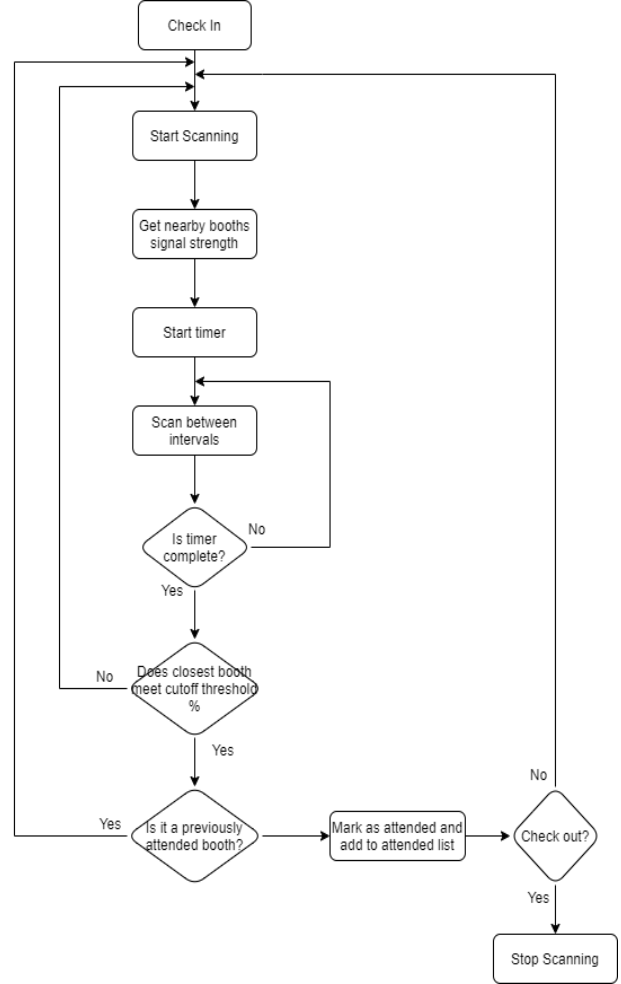 Check In
Start Scanning
Get nearby booths
signal strength
Start timer
Scan between
intervals
Is timer
complete?
No
Yes
Does closest booth
meet cutoff threshold
%
No
Yes
Is it a previously
attended booth?
Yes
Mark as attended and
add to attended list
Check out?
No
Yes
Stop Scanning